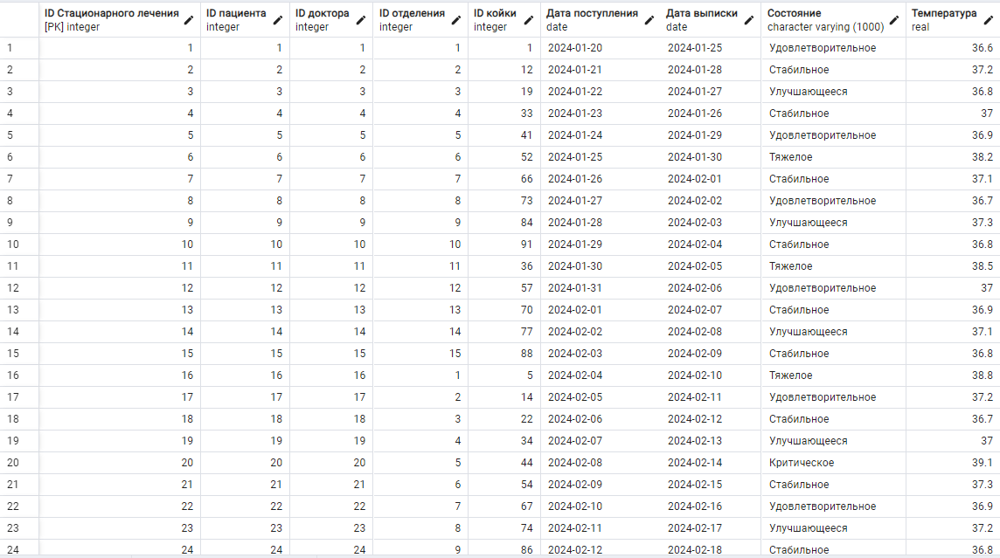 ID Стационарного лечения ID пациента ID доктора ID отделения ID койки Дата поступления Дата выписки Состояние Температура
[PK] integer integer integer integer integer date date character varying (1000) real
1 1 1 1 1 1 2024-01-20 2024-01-25 Удовлетворительное 36.6
2 2 2 2 2 12 2024-01-21 2024-01-28 Стабильное 37.2
3 3 3 3 3 19 2024-01-22 2024-01-27 Улучшающееся 36.8
4 4 4 4 4 33 2024-01-23 2024-01-26 Стабильное 37
5 5 5 5 5 41 2024-01-24 2024-01-29 Удовлетворительное 36.9
6 6 6 6 6 52 2024-01-25 2024-01-30 Тяжелое 38.2
7 7 7 7 7 66 2024-01-26 2024-02-01 Стабильное 37.1
8 8 8 8 8 73 2024-01-27 2024-02-02 Удовлетворительное 36.7
9 9 9 9 9 84 2024-01-28 2024-02-03 Улучшающееся 37.3
10 10 10 10 10 91 2024-01-29 2024-02-04 Стабильное 36.8
11 11 11 11 11 36 2024-01-30 2024-02-05 Тяжелое 38.5
12 12 12 12 12 57 2024-01-31 2024-02-06 Удовлетворительное 37
13 13 13 13 13 70 2024-02-01 2024-02-07 Стабильное 36.9
14 14 14 14 14 77 2024-02-02 2024-02-08 Улучшающееся 37.1
15 15 15 15 15 88 2024-02-03 2024-02-09 Стабильное 36.8
16 16 16 16 1 5 2024-02-04 2024-02-10 Тяжелое 38.8
17 17 17 17 2 14 2024-02-05 2024-02-11 Удовлетворительное 37.2
18 18 18 18 3 22 2024-02-06 2024-02-12 Стабильное 36.7
19 19 19 19 4 34 2024-02-07 2024-02-13 Улучшающееся 37
20 20 20 20 5 44 2024-02-08 2024-02-14 Критическое 39.1
21 21 21 21 6 54 2024-02-09 2024-02-15 Стабильное 37.3
22 22 22 22 7 67 2024-02-10 2024-02-16 Удовлетворительное 36.9
23 23 23 23 8 74 2024-02-11 2024-02-17 Улучшающееся 37.2
24 24 24 24 9 86 2024-02-12 2024-02-18 Стабильное 36.8